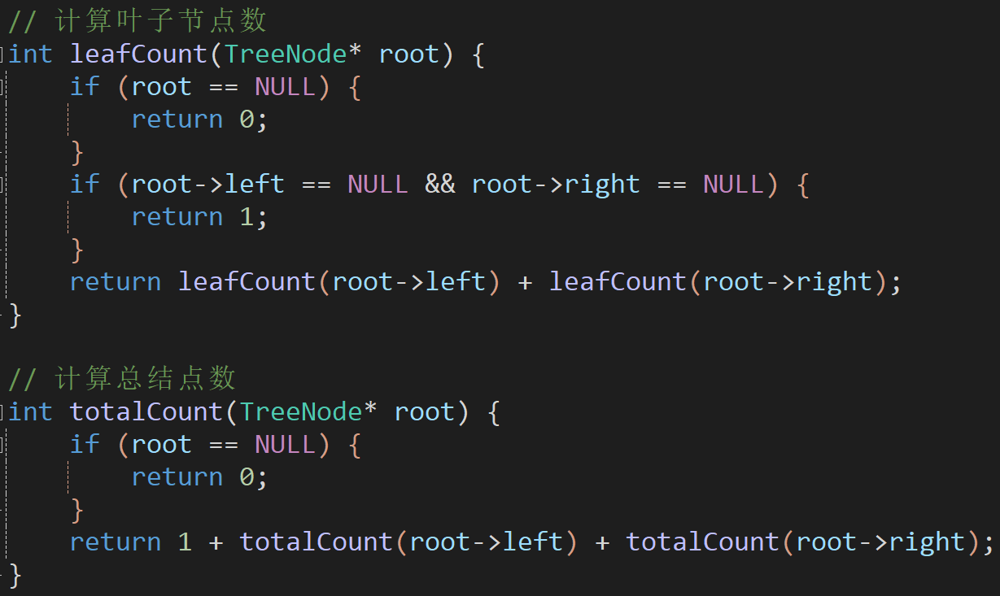 // 计算叶子节点数
int leafCount(TreeNode* root) {
    if (root == NULL) {
        return 0;
    }
    if (root->left == NULL && root->right == NULL) {
        return 1;
    }
    return leafCount(root->left) + leafCount(root->right);
}

// 计算总结点数
int totalCount(TreeNode* root) {
    if (root == NULL) {
        return 0;
    }
    return 1 + totalCount(root->left) + totalCount(root->right);
}